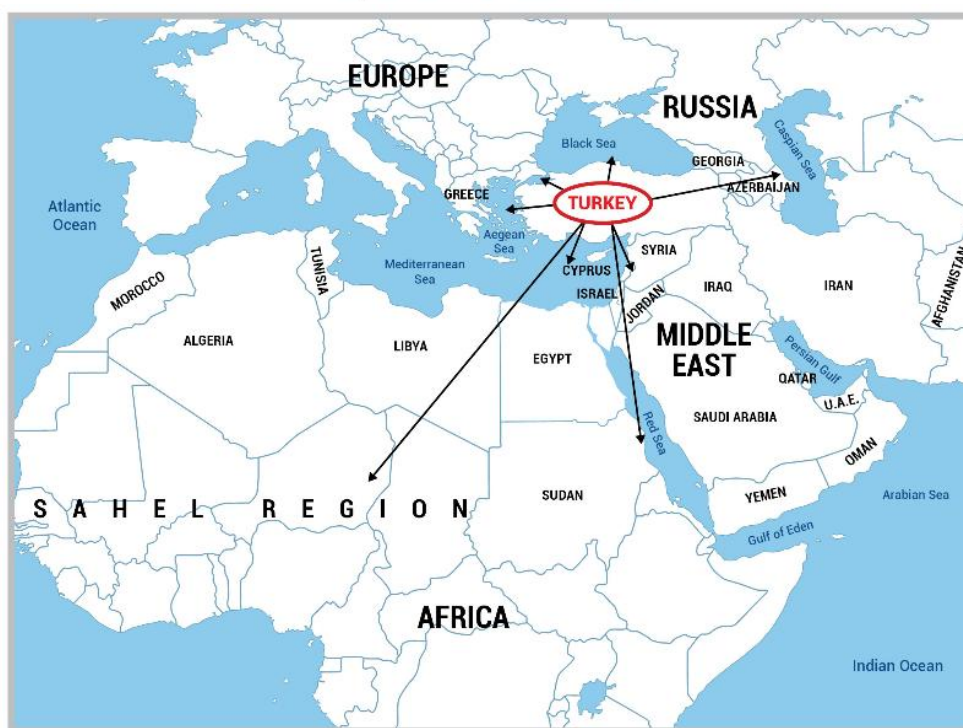 EUROPE
RUSSIA
Black Sea
Caspian Sea
GEORGIA
AZERBAIJAN
GREECE
TURKEY
Atlantic
Ocean
Aegean
Sea
Mediterranean
Sea
SYRIA
CYPRUS
ISRAEL
JORDAN
IRAQ
IRAN
AFGHANISTAN
MOROCCO
TUNISIA
ALGERIA
LIBYA
EGYPT
MIDDLE
EAST
Persian Gulf
QATAR
U.A.E.
SAUDI ARABIA
OMAN
Red Sea
SAHEL REGION
SUDAN
YEMEN
Arabian Sea
Gulf of Eden
AFRICA
Indian Ocean